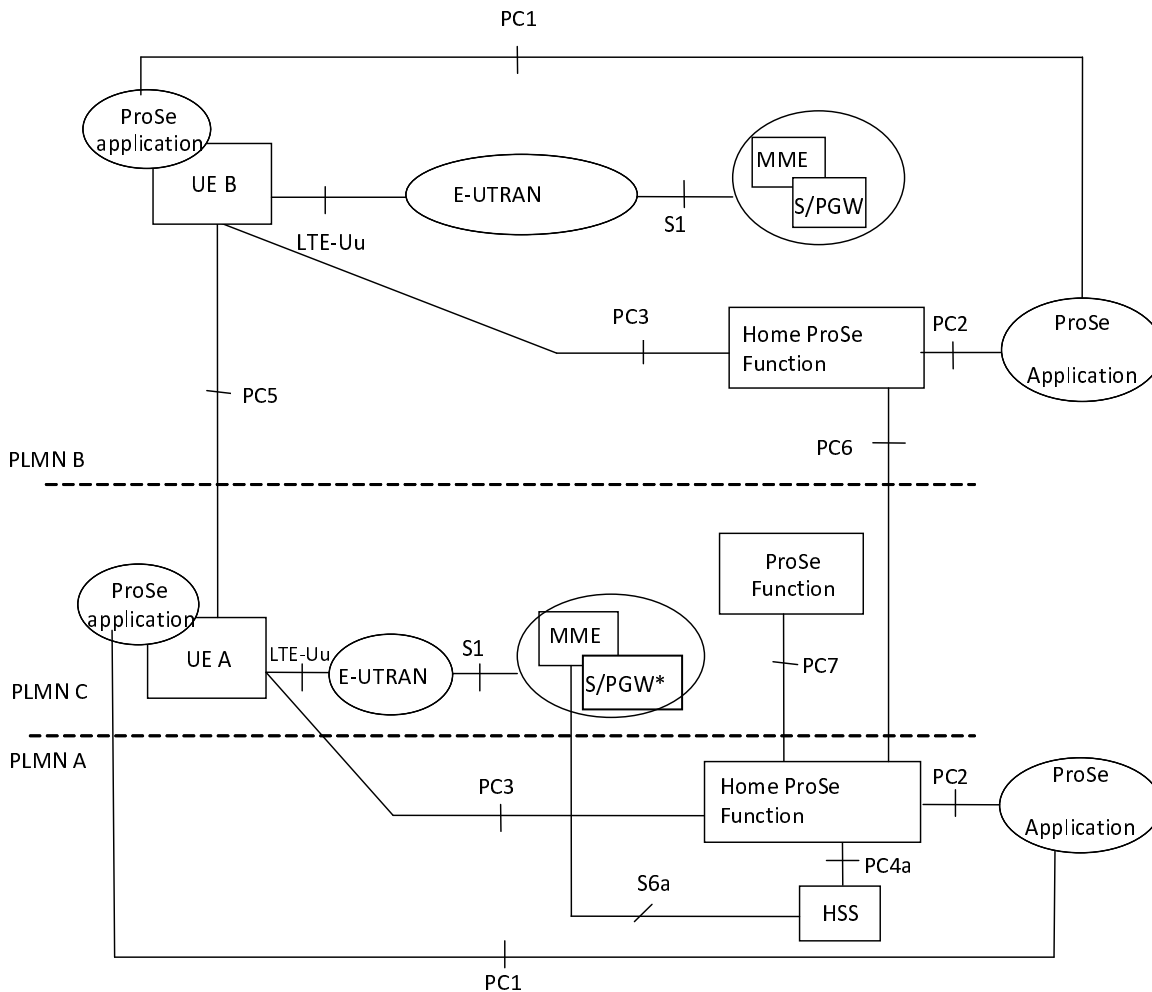 PC1
ProSe
application
UE B
E-UTRAN
MME
S/PGW
S1
LTE-Uu
PC3
Home ProSe
Function
PC2
ProSe
Application
PC5
PC6
PLMN B
ProSe
Function
ProSe
application
UE A
LTE-Uu
E-UTRAN
S1
MME
S/PGW*
PC7
PLMN C
PLMN A
PC3
Home ProSe
Function
PC2
ProSe
Application
PC4a
S6a
HSS
PC1